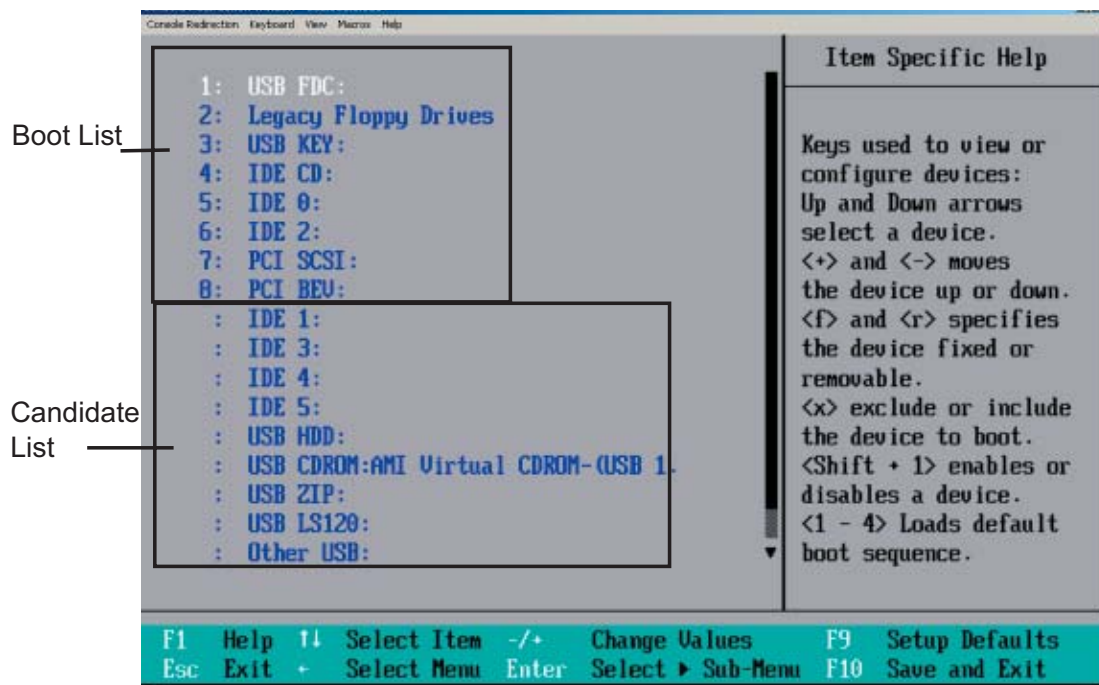 Console Redirection Keyboard View Macros Help
Item Specific Help
Boot List
1: USB FDC:
2: Legacy Floppy Drives
3: USB KEY:
4: IDE CD:
5: IDE 0:
6: IDE 2:
7: PCI SCSI:
8: PCI BEV:
Candidate
List
: IDE 1:
: IDE 3:
: IDE 4:
: IDE 5:
: USB HDD:
: USB CDROM:AMI Virtual CDROM-(USB 1.
: USB ZIP:
: USB LS120:
: Other USB:
Keys used to view or
configure devices:
Up and Down arrows
select a device.
<+> and <-> moves
the device up or down.
<f> and <r> specifies
the device fixed or
removable.
<x> exclude or include
the device to boot.
<Shift + 1> enables or
disables a device.
<1 - 4> Loads default
boot sequence.
F1 Help ↑↓ Select Item -/+ Change Values F9 Setup Defaults
Esc Exit ← Select Menu Enter Select ▶ Sub-Menu F10 Save and Exit